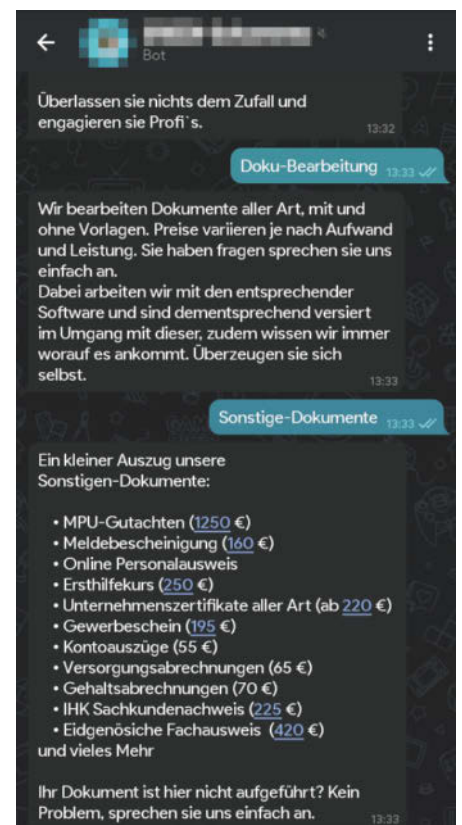 Bot
Überlassen sie nichts dem Zufall und
engagieren sie Profi`s.
13:32
Doku-Bearbeitung 13:33
Wir bearbeiten Dokumente aller Art, mit und
ohne Vorlagen. Preise variieren je nach Aufwand
und Leistung. Sie haben fragen sprechen sie uns
einfach an.
Dabei arbeiten wir mit den entsprechender
Software und sind dementsprechend versiert
im Umgang mit dieser, zudem wissen wir immer
worauf es ankommt. Überzeugen sie sich
selbst.
13:33
Sonstige-Dokumente 13:33
Ein kleiner Auszug unsere
Sonstigen-Dokumente:
• MPU-Gutachten (1250 €)
• Meldebescheinigung (160 €)
• Online Personalausweis
• Ersthilfekurs (250 €)
• Unternehmenszertifikate aller Art (ab 220 €)
• Gewerbeschein (195 €)
• Kontoauszüge (55 €)
• Versorgungsabrechnungen (65 €)
• Gehaltsabrechnungen (70 €)
• IHK Sachkundenachweis (225 €)
• Eidgenösiche Fachausweis (420 €)
und vieles Mehr
Ihr Dokument ist hier nicht aufgeführt? Kein
Problem, sprechen sie uns einfach an.
13:33